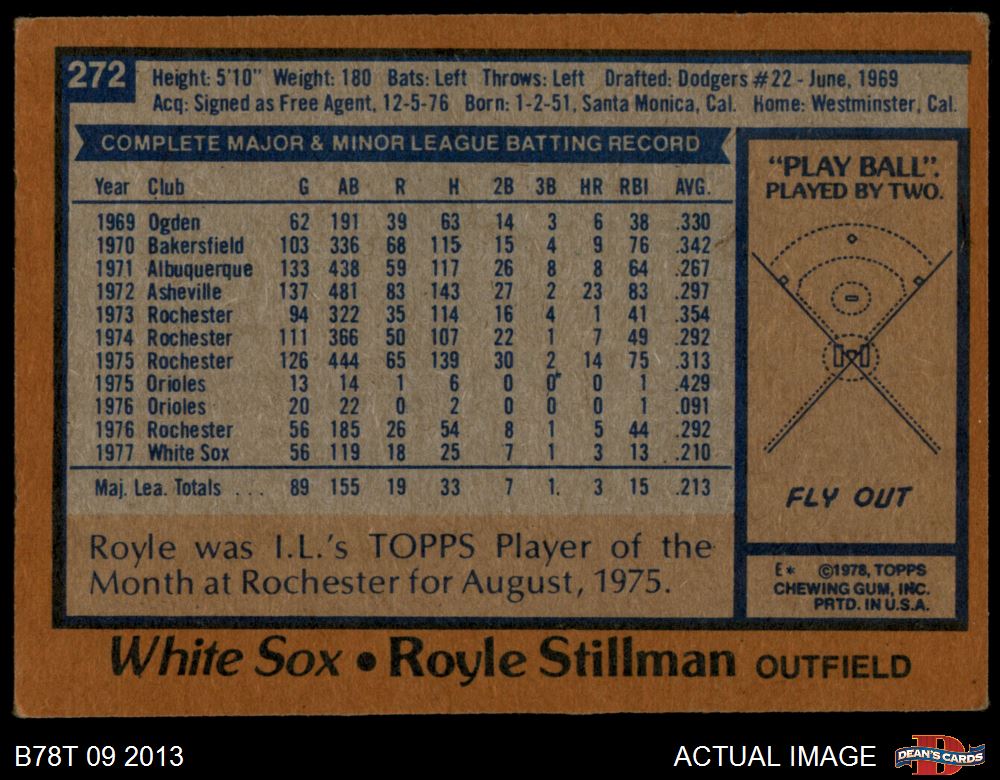 272
Height: 5'10" Weight: 180 Bats: Left Throws: Left Drafted: Dodgers #22 - June, 1969
Acq: Signed as Free Agent, 12-5-76 Born: 1-2-51, Santa Monica, Cal. Home: Westminster, Cal.
COMPLETE MAJOR & MINOR LEAGUE BATTING RECORD
Year Club G AB R H 2B 3B HR RBI AVG.
1969 Ogden 62 191 39 63 14 3 6 38 .330
1970 Bakersfield 103 336 68 115 15 4 9 76 .342
1971 Albuquerque 133 438 59 117 26 8 8 64 .267
1972 Asheville 137 481 83 143 27 2 23 83 .297
1973 Rochester 94 322 35 114 16 4 1 41 .354
1974 Rochester 111 366 50 107 22 1 7 49 .292
1975 Rochester 126 444 65 139 30 2 14 75 .313
1975 Orioles 13 14 1 6 0 0 0 1 .429
1976 Orioles 20 22 0 2 0 0 0 1 .091
1976 Rochester 56 185 26 54 8 1 5 44 .292
1977 White Sox 56 119 18 25 7 1 3 13 .210
Maj. Lea. Totals ... 89 155 19 33 7 1. 3 15 .213
Royle was I.L.'s TOPPS Player of the
Month at Rochester for August, 1975.
"PLAY BALL".
PLAYED BY TWO.
FLY OUT
E* ©1978, TOPPS
CHEWING GUM, INC.
PRTD. IN U.S.A.
White Sox • Royle Stillman OUTFIELD
B78T 09 2013
ACTUAL IMAGE
D
DEAN'S CARDS